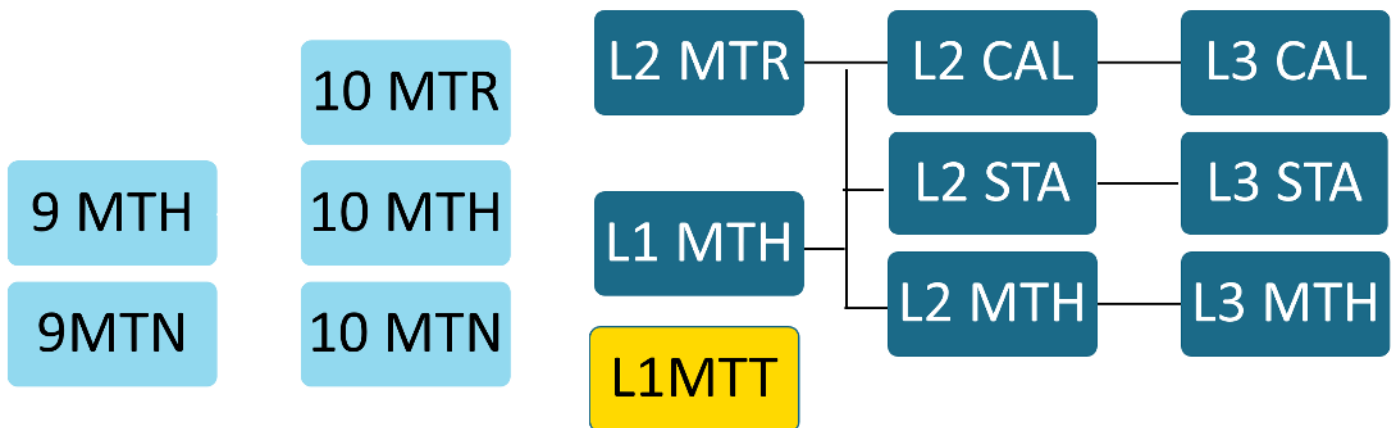 9 MTH
9MTN
10 MTR
10 MTH
10 MTN
L2 MTR
L1 MTH
L1MTT
L2 CAL
L2 STA
L2 MTH
L3 CAL
L3 STA
L3 MTH